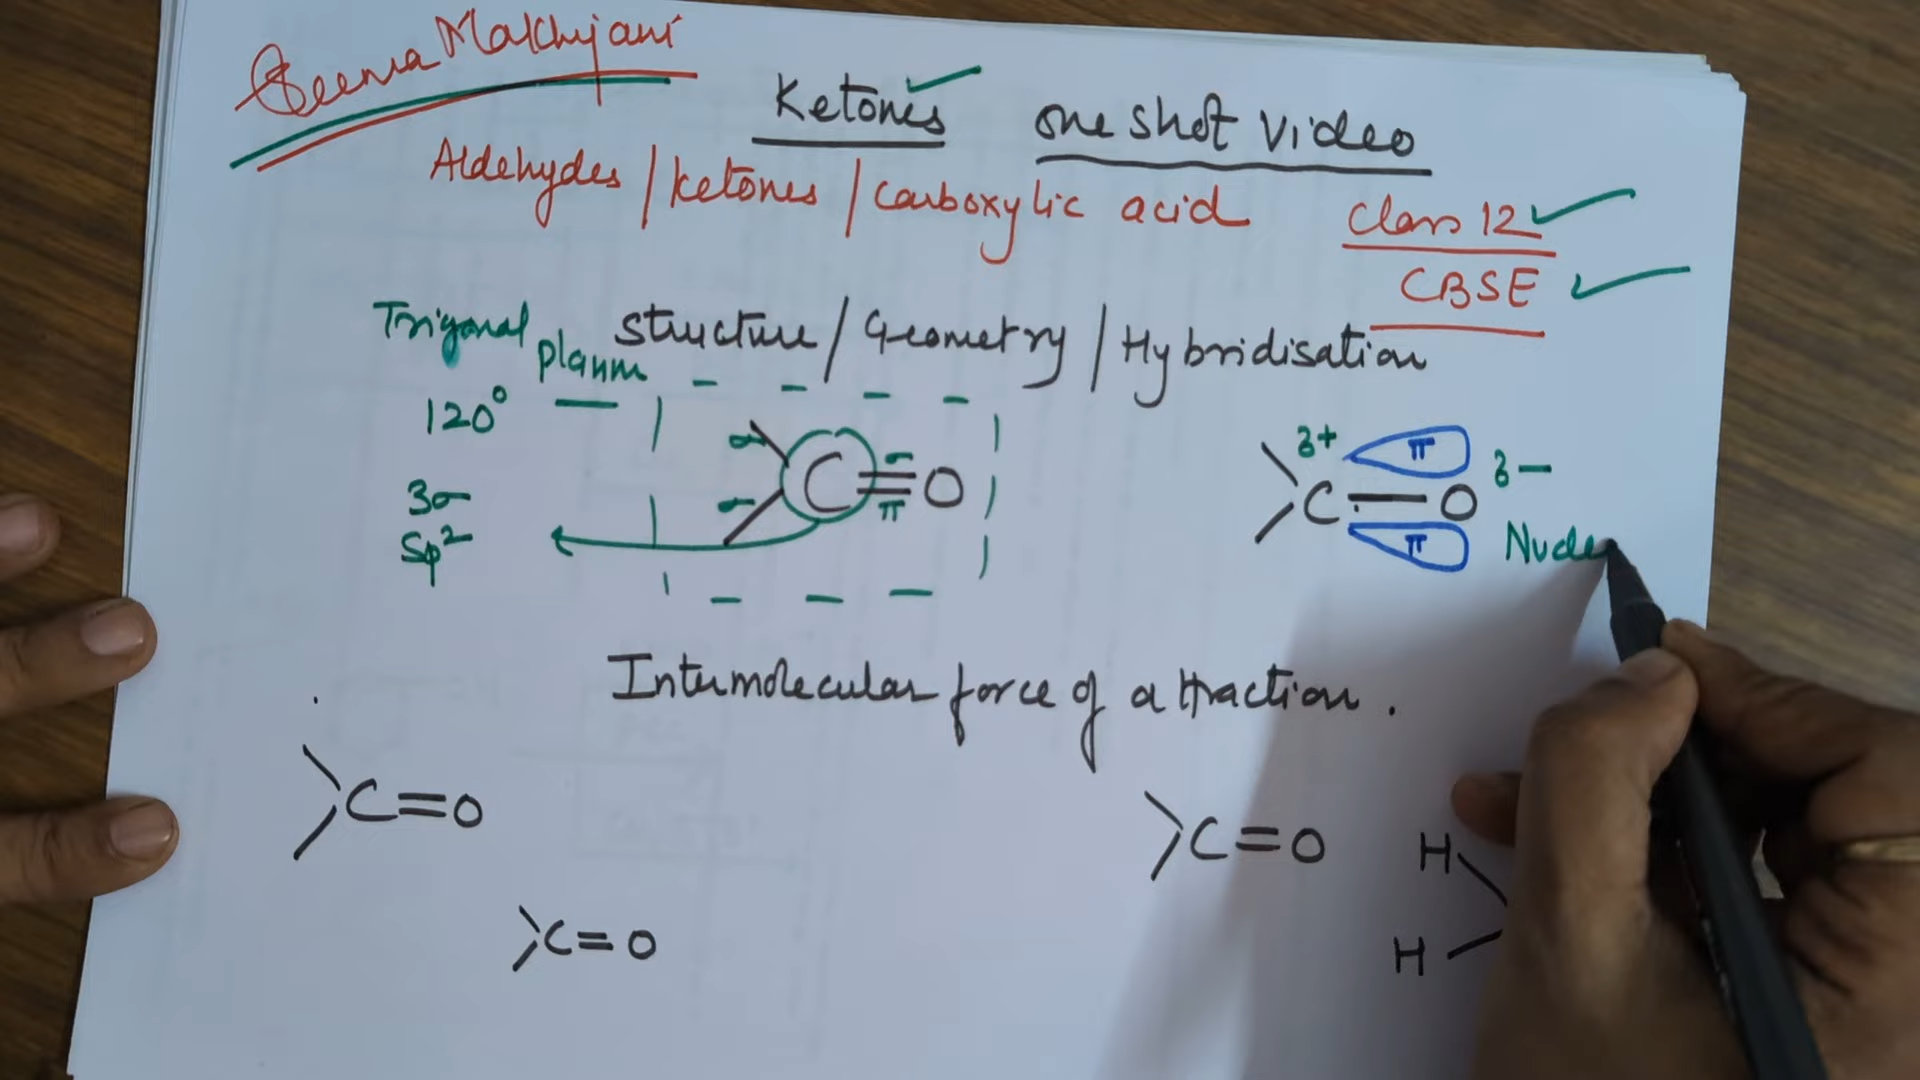 Seema Makhijani
Ketones one shot Video
Aldehydes / ketones / carboxylic acid Class 12
CBSE
Trigonal planar Structure / Geometry / Hybridisation
120°
3σ
Sp²
σ σ C=O σ π
δ+ π δ-
C=O
π Nucle
Intermolecular force of attraction.
C=O
C=O
C=O
H
H